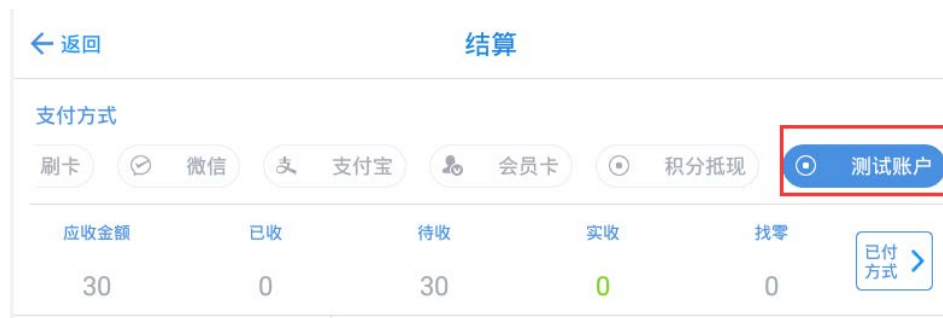 返回 结算
支付方式
刷卡 微信 支付宝 会员卡 积分抵现 测试账户
应收金额 已收 待收 实收 找零 已付
方式
30 0 30 0 0